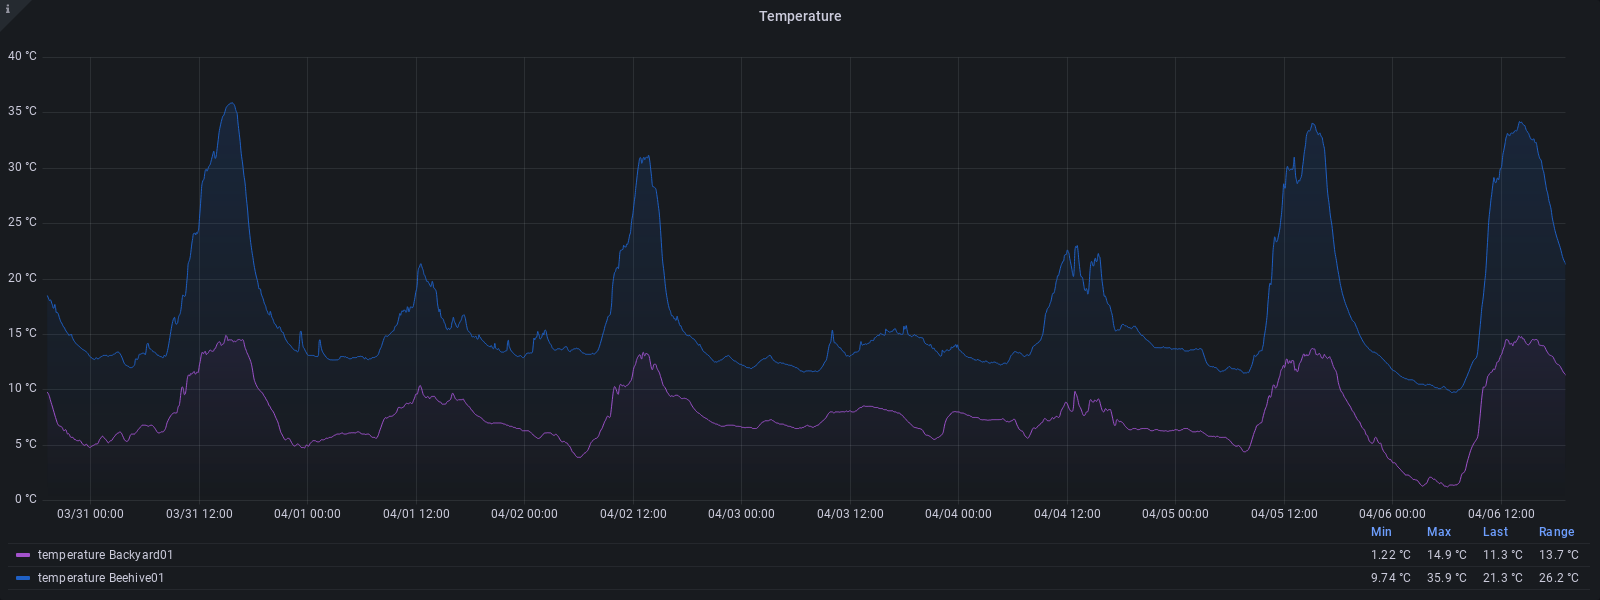 i
Temperature
40 °C
35 °C
30 °C
25 °C
20 °C
15 °C
10 °C
5 °C
0 °C
03/31 00:00 03/31 12:00 04/01 00:00 04/01 12:00 04/02 00:00 04/02 12:00 04/03 00:00 04/03 12:00 04/04 00:00 04/04 12:00 04/05 00:00 04/05 12:00 04/06 00:00 04/06 12:00
Min Max Last Range
temperature Backyard01 1.22 °C 14.9 °C 11.3 °C 13.7 °C
temperature Beehive01 9.74 °C 35.9 °C 21.3 °C 26.2 °C